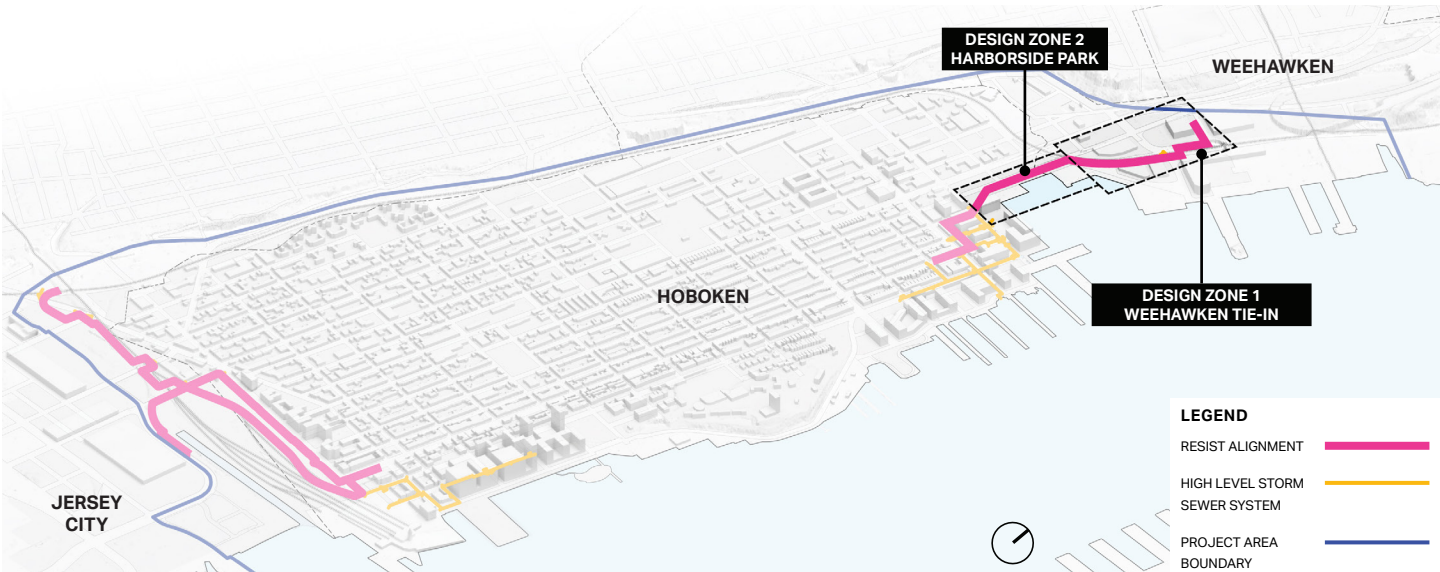 DESIGN ZONE 2
HARBORSIDE PARK
WEEHAWKEN
HOBOKEN
DESIGN ZONE 1
WEEHAWKEN TIE-IN
JERSEY
CITY
LEGEND
RESIST ALIGNMENT
HIGH LEVEL STORM
SEWER SYSTEM
PROJECT AREA
BOUNDARY